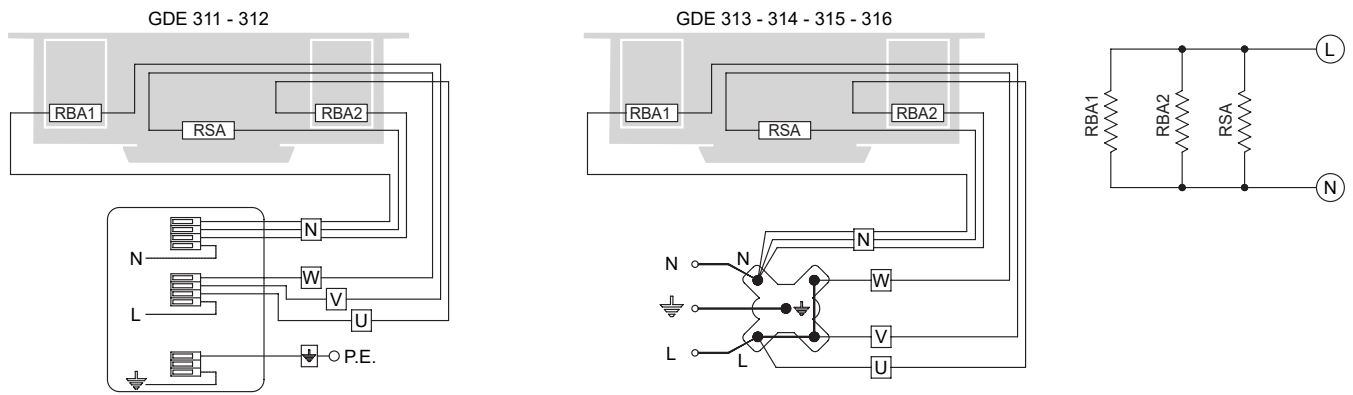 GDE 311 - 312
RBA1
RBA2
RSA
N
N
W
V
L
U
P.E.
GDE 313 - 314 - 315 - 316
RBA1
RBA2
RSA
N
N
N
W
V
L
L
U
L
RBA1
RBA2
RSA
N